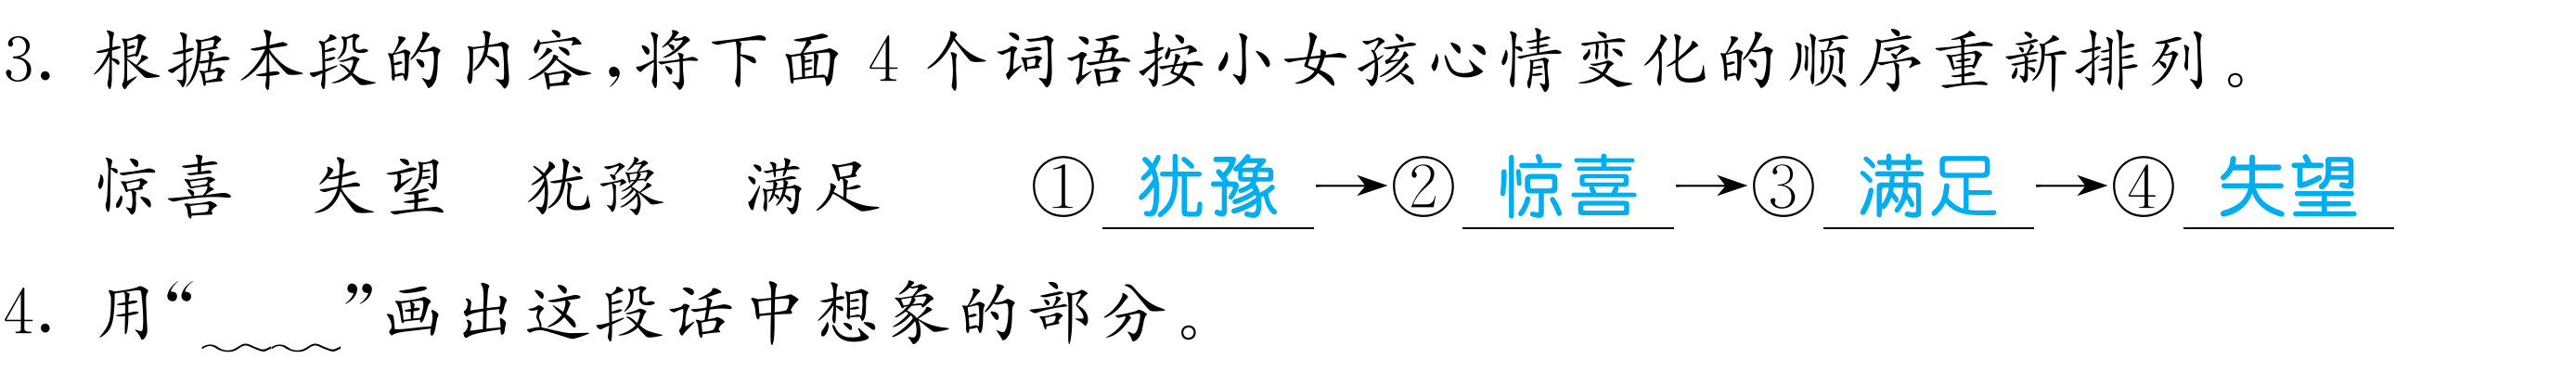 3. 根据本段的内容,将下面 4 个词语按小女孩心情变化的顺序重新排列。
惊喜 失望 犹豫 满足 ①犹豫→②惊喜→③满足→④失望
4. 用“ ”画出这段话中想象的部分。